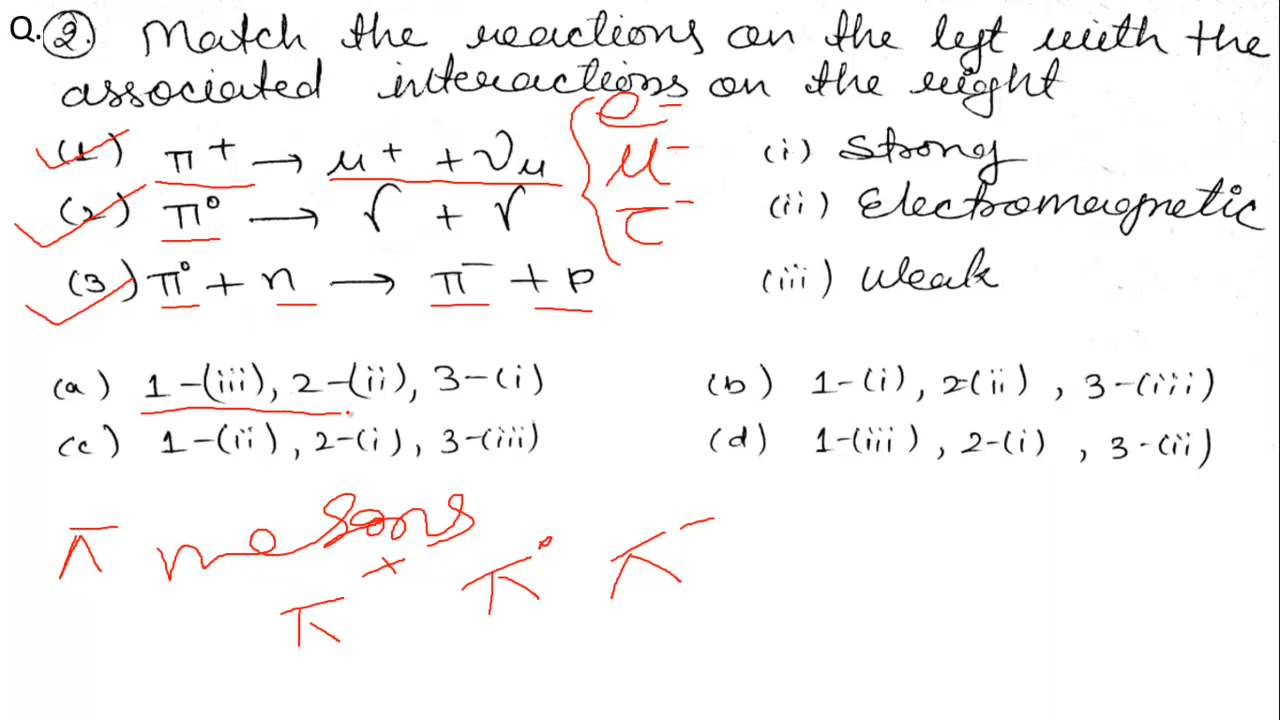 Q. (2.) Match the reactions on the left with the
associated interactions on the right
(1) π+ → μ+ + νμ (i) Strong
(2) π⁰ → γ + γ (ii) Electromagnetic
(3) π⁰ + n → π⁻ + p (iii) Weak
e⁻
μ⁻
τ⁻
(a) 1-(iii), 2-(ii), 3-(i) (b) 1-(i), 2(ii), 3-(iii)
(c) 1-(ii), 2-(i), 3-(iii) (d) 1-(iii), 2-(i), 3-(ii)
π mesons
π+ π⁰ π⁻